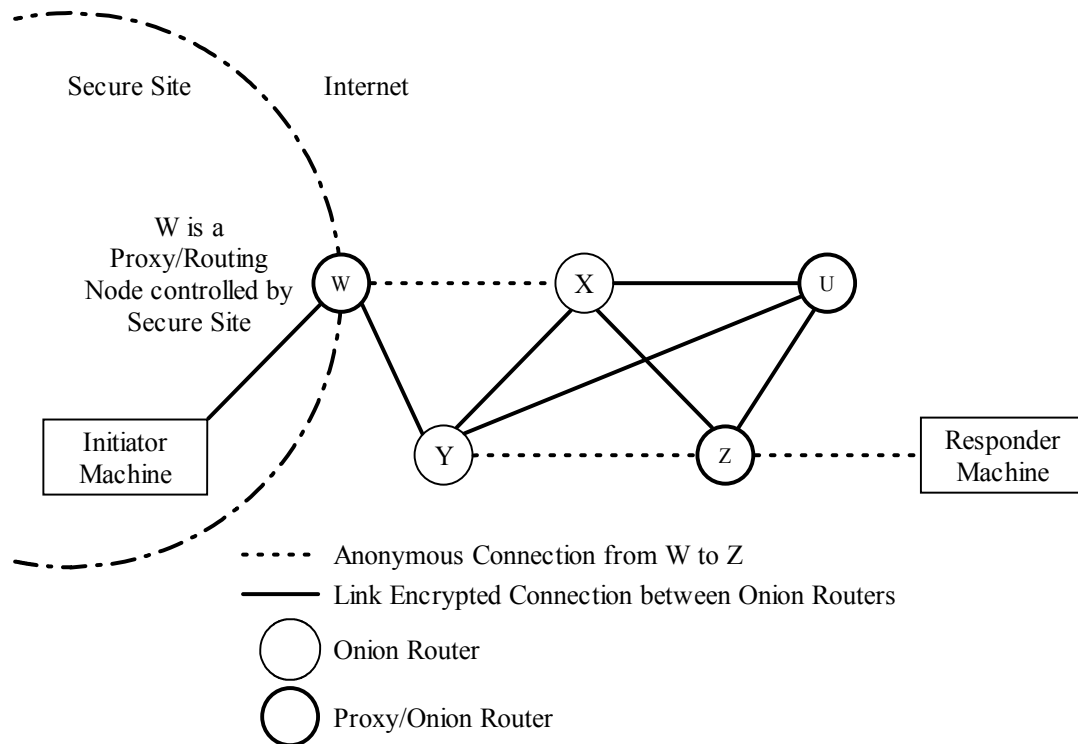 Secure Site
Internet
W is a
Proxy/Routing
Node controlled by
Secure Site
W
X
U
Initiator
Machine
Y
Z
Responder
Machine
Anonymous Connection from W to Z
Link Encrypted Connection between Onion Routers
Onion Router
Proxy/Onion Router